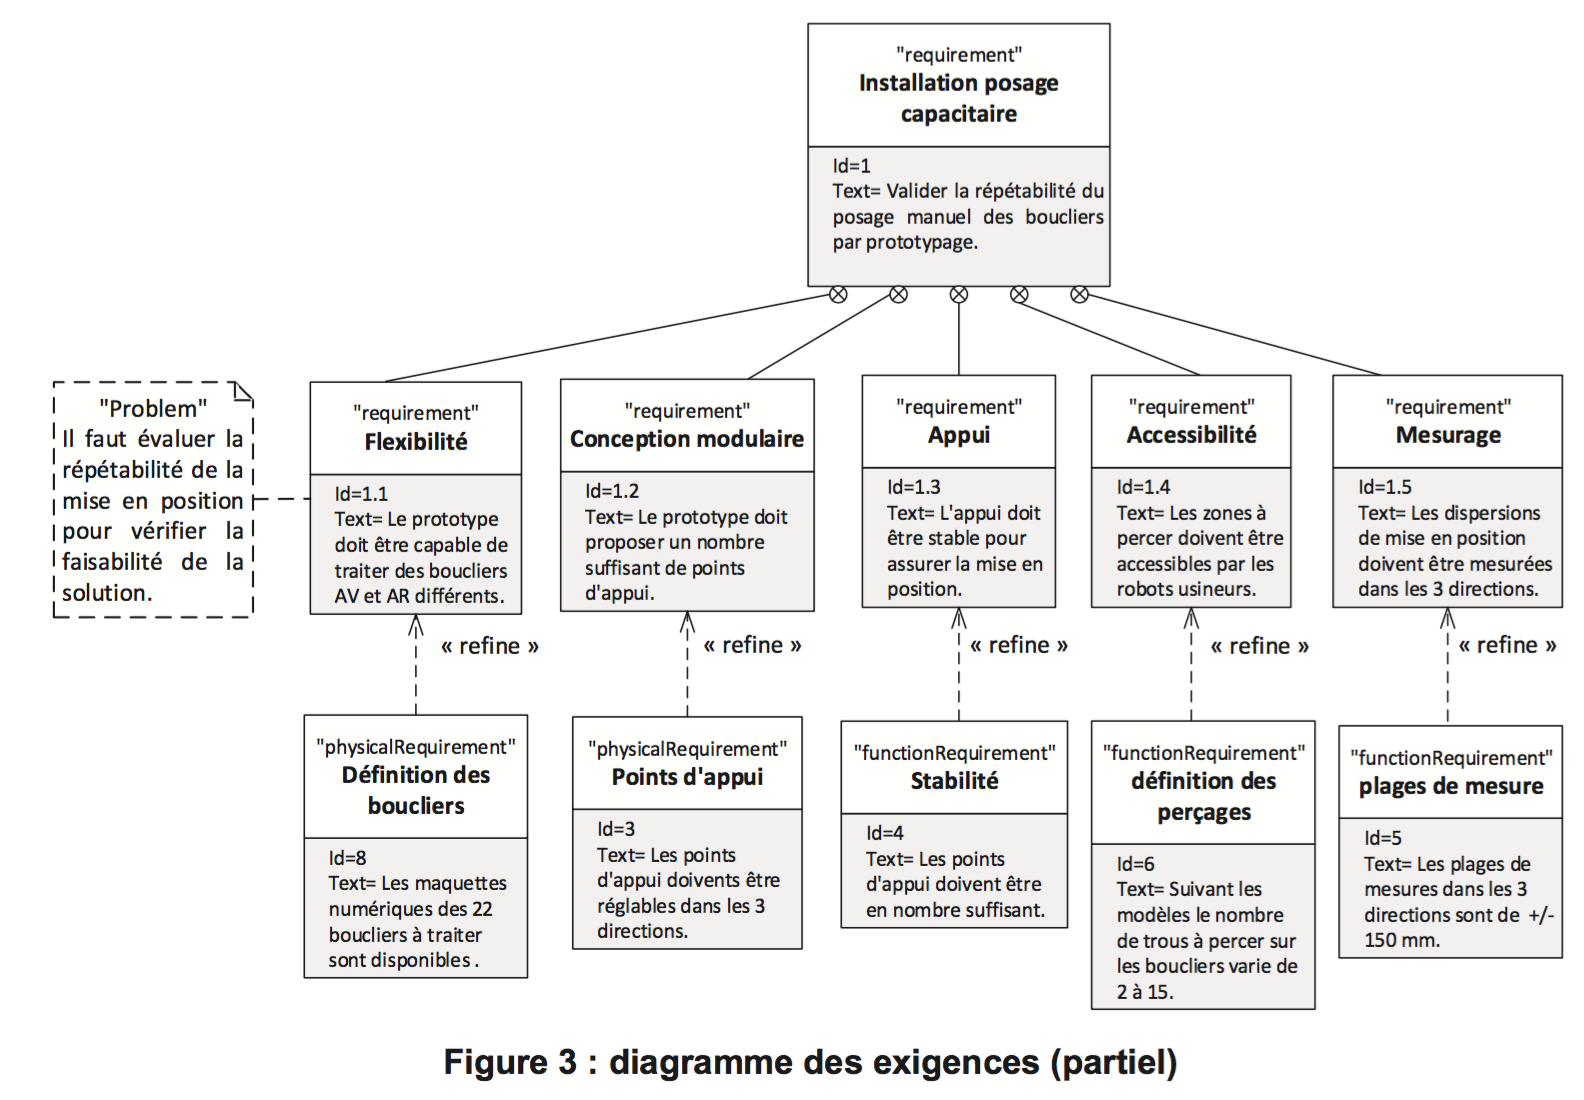 "requirement"
Installation posage
capacitaire
Id=1
Text= Valider la répétabilité du
posage manuel des boucliers
par prototypage.
"Problem"
Il faut évaluer la
répétabilité de la
mise en position
pour vérifier la
faisabilité de la
solution.
"requirement"
Flexibilité
Id=1.1
Text= Le prototype
doit être capable de
traiter des boucliers
AV et AR différents.
"requirement"
Conception modulaire
Id=1.2
Text= Le prototype doit
proposer un nombre
suffisant de points
d'appui.
"requirement"
Appui
Id=1.3
Text= L'appui doit
être stable pour
assurer la mise en
position.
"requirement"
Accessibilité
Id=1.4
Text= Les zones à
percer doivent être
accessibles par les
robots usineurs.
"requirement"
Mesurage
Id=1.5
Text= Les dispersions
de mise en position
doivent être mesurées
dans les 3 directions.
« refine »
« refine »
« refine »
« refine »
« refine »
"physicalRequirement"
Définition des
boucliers
Id=8
Text= Les maquettes
numériques des 22
boucliers à traiter
sont disponibles .
"physicalRequirement"
Points d'appui
Id=3
Text= Les points
d'appui doivents être
réglables dans les 3
directions.
"functionRequirement"
Stabilité
Id=4
Text= Les points
d'appui doivent être
en nombre suffisant.
"functionRequirement"
définition des
perçages
Id=6
Text= Suivant les
modèles le nombre
de trous à percer sur
les boucliers varie de
2 à 15.
"functionRequirement"
plages de mesure
Id=5
Text= Les plages de
mesures dans les 3
directions sont de +/-
150 mm.
Figure 3 : diagramme des exigences (partiel)